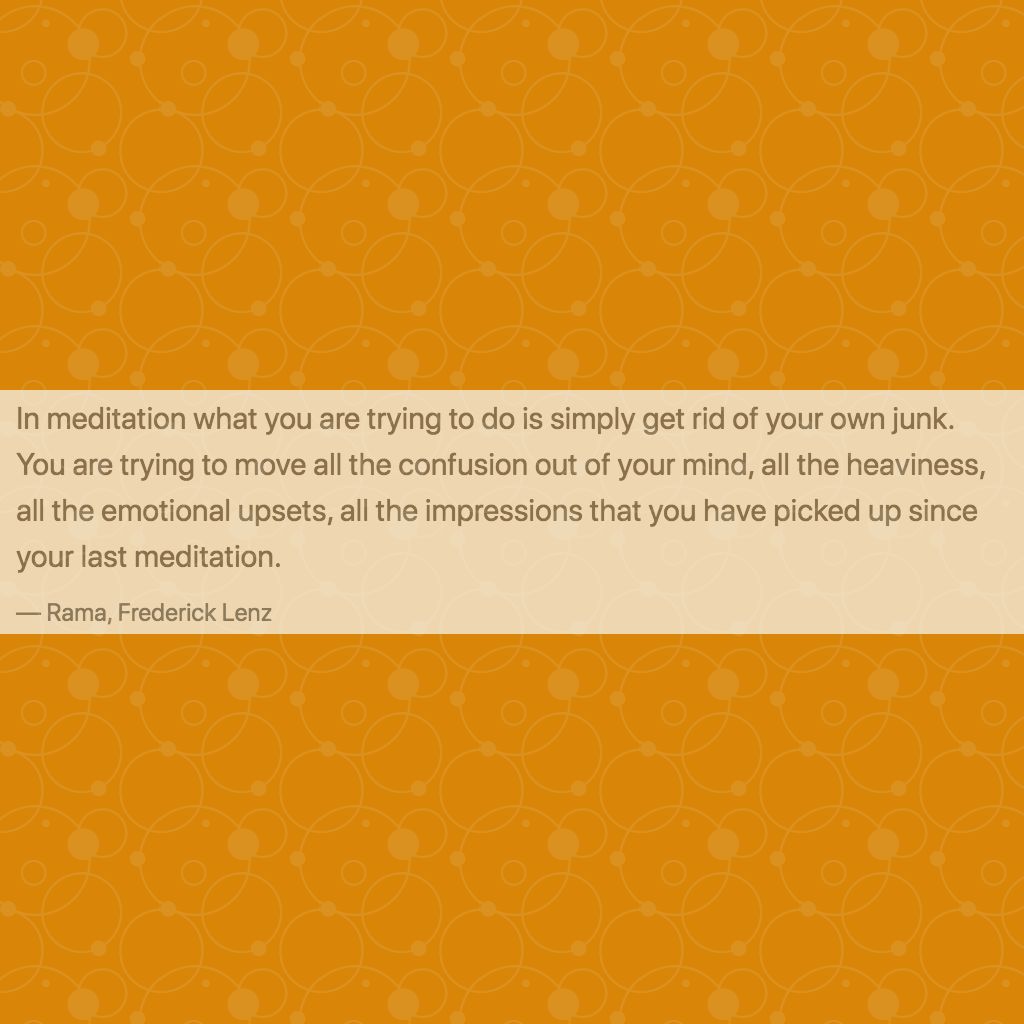 In meditation what you are trying to do is simply get rid of your own junk.
You are trying to move all the confusion out of your mind, all the heaviness,
all the emotional upsets, all the impressions that you have picked up since
your last meditation.
— Rama, Frederick Lenz